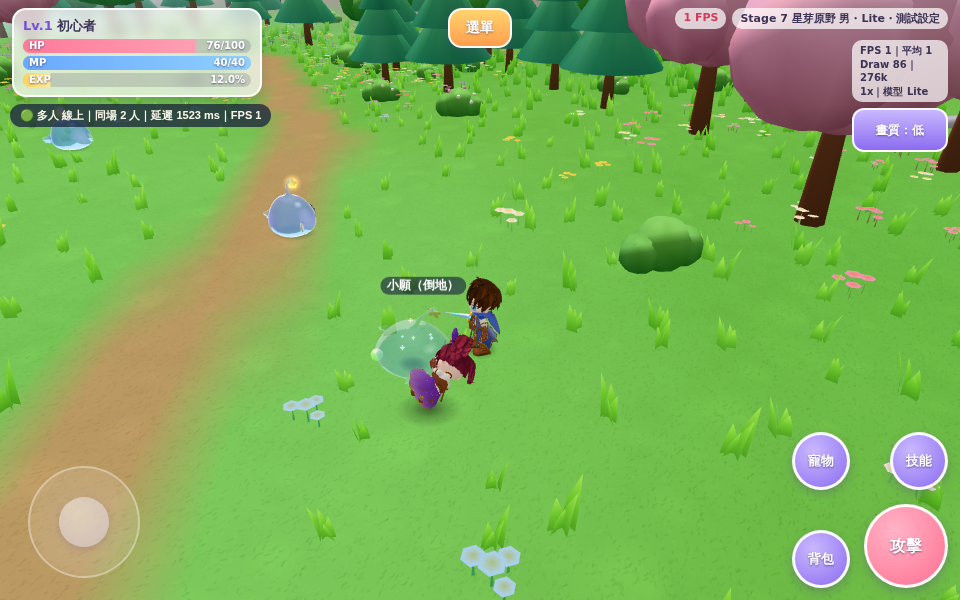 Lv.1 初心者
HP 76/100
MP 40/40
EXP 12.0%
多人 線上｜同場 2 人｜延遲 1523 ms｜FPS 1
選單
1 FPS
Stage 7 星芽原野 男・Lite・測試設定
FPS 1｜平均 1
Draw 86｜
276k
1x｜模型 Lite
畫質：低
小願（倒地）
寵物
技能
背包
攻擊